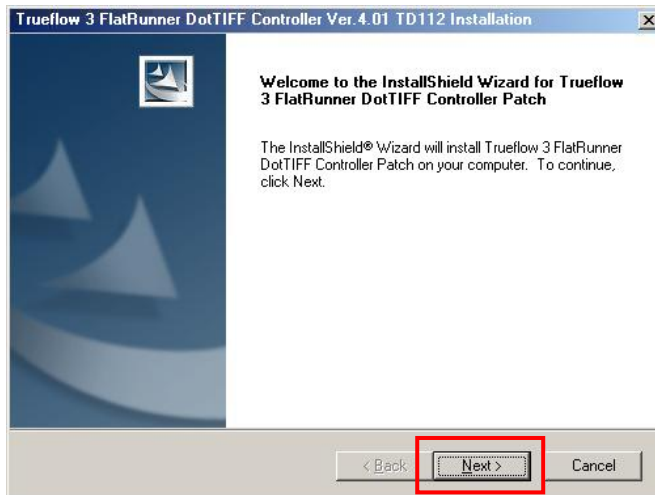 Trueflow 3 FlatRunner DotTIFF Controller Ver.4.01 TD112 Installation
Welcome to the InstallShield Wizard for Trueflow
3 FlatRunner DotTIFF Controller Patch
The InstallShield® Wizard will install Trueflow 3 FlatRunner
DotTIFF Controller Patch on your computer. To continue,
click Next.
< Back Next > Cancel